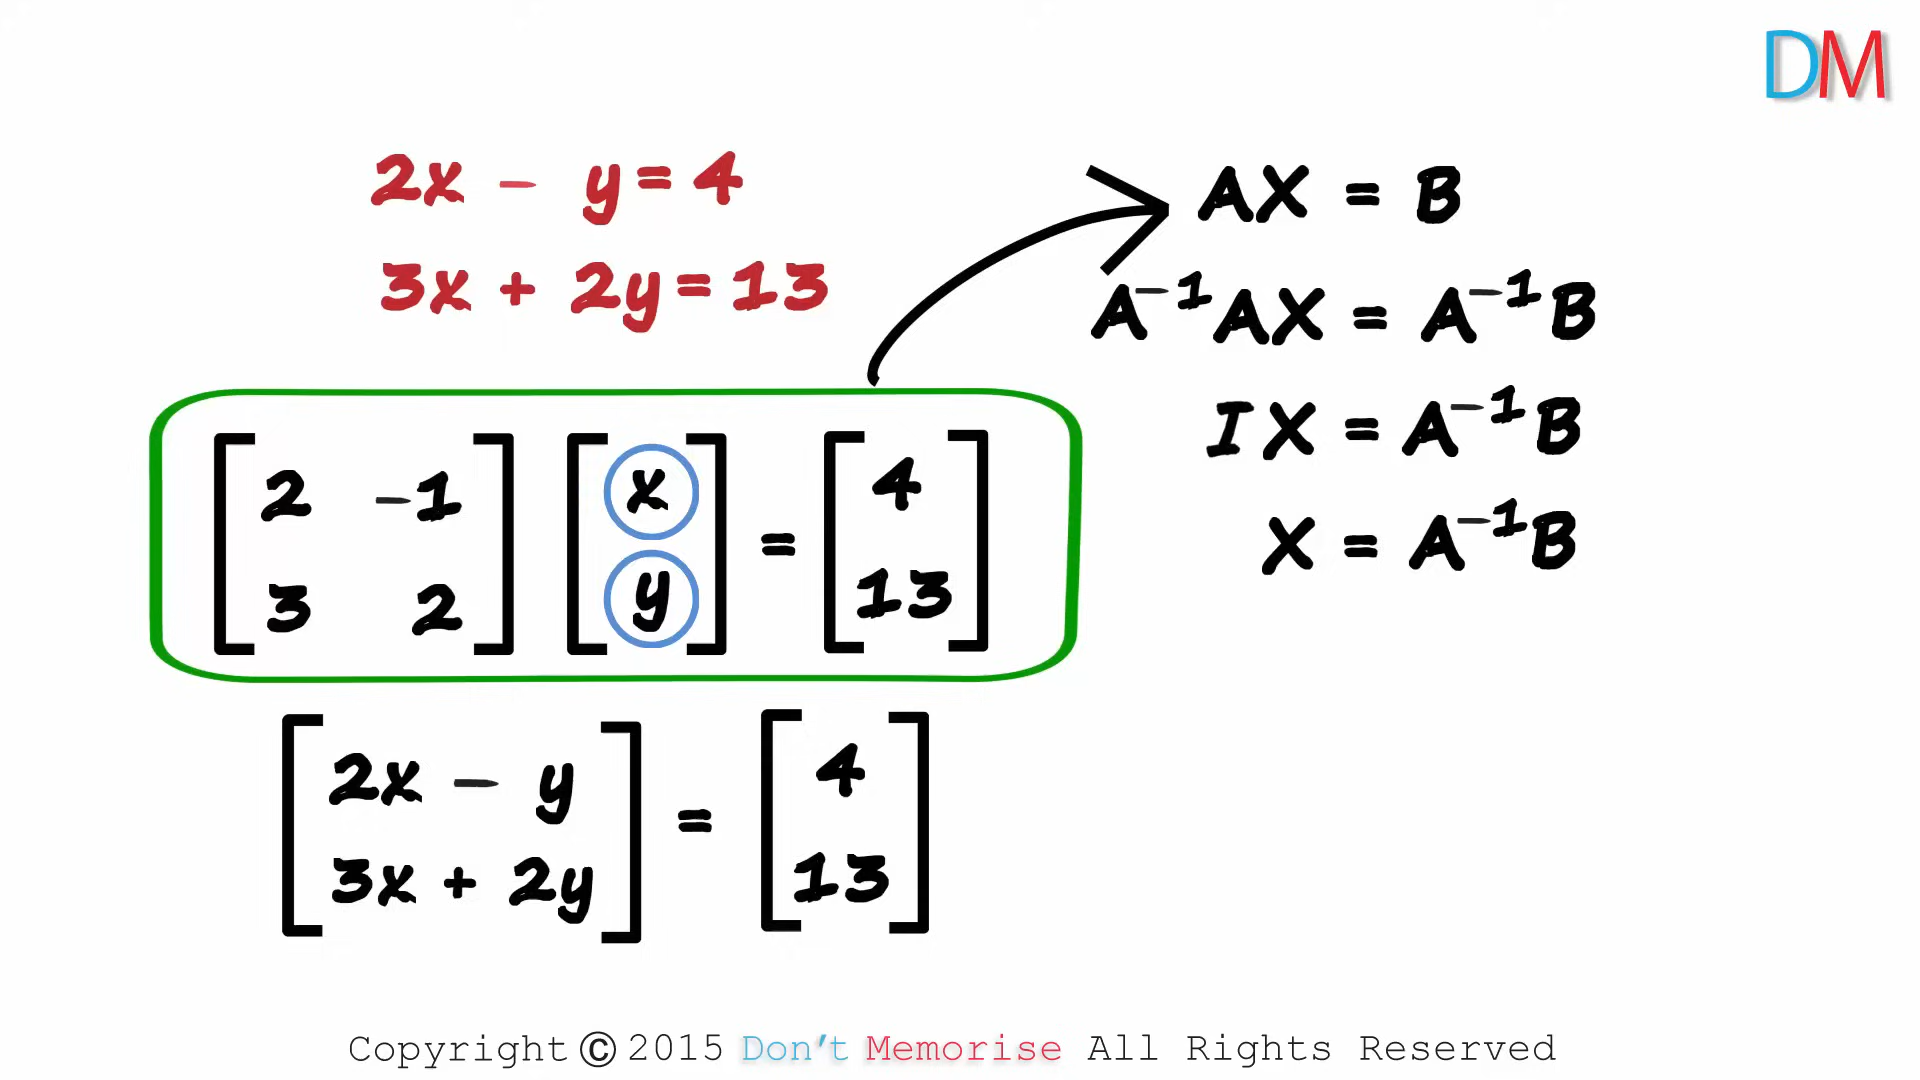 DM
2x − y = 4
3x + 2y = 13
[2 −1] [x] = [4]
[3 2] [y] [13]
[2x − y] = [4]
[3x + 2y] [13]
AX = B
A⁻¹AX = A⁻¹B
IX = A⁻¹B
X = A⁻¹B
Copyright © 2015 Don't Memorise All Rights Reserved